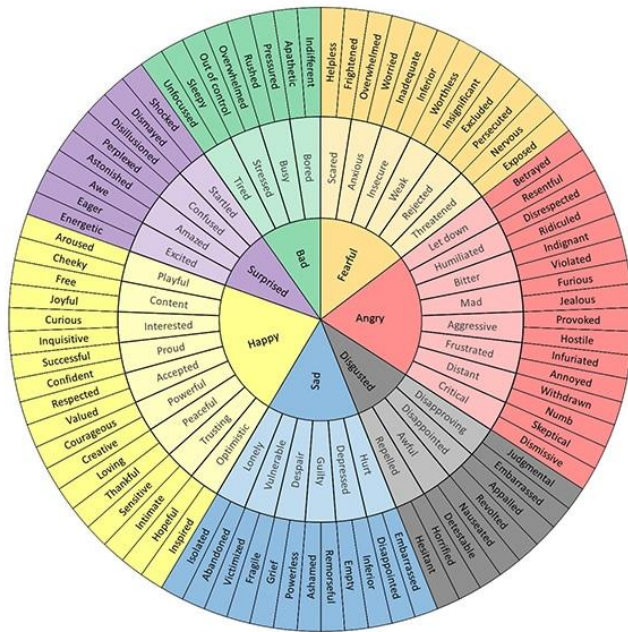 Bad
Fearful
Angry
Disgusted
Sad
Happy
Surprised
Bored
Busy
Stressed
Tired
Scared
Anxious
Insecure
Weak
Rejected
Threatened
Let down
Humiliated
Bitter
Mad
Aggressive
Frustrated
Distant
Critical
Disapproving
Disappointed
Awful
Repelled
Hurt
Depressed
Guilty
Despair
Vulnerable
Lonely
Optimistic
Trusting
Peaceful
Powerful
Accepted
Proud
Interested
Content
Playful
Excited
Amazed
Confused
Startled
Unfocussed
Sleepy
Out of control
Overwhelmed
Rushed
Pressured
Apathetic
Indifferent
Helpless
Frightened
Overwhelmed
Worried
Inadequate
Inferior
Worthless
Insignificant
Excluded
Persecuted
Nervous
Exposed
Betrayed
Resentful
Disrespected
Ridiculed
Indignant
Violated
Furious
Jealous
Provoked
Hostile
Infuriated
Annoyed
Withdrawn
Numb
Skeptical
Dismissive
Judgmental
Embarrassed
Appalled
Revolted
Nauseated
Detestable
Horrified
Hesitant
Embarrassed
Disappointed
Inferior
Empty
Remorseful
Ashamed
Powerless
Grief
Fragile
Victimized
Abandoned
Isolated
Inspired
Hopeful
Intimate
Sensitive
Thankful
Loving
Creative
Courageous
Valued
Respected
Confident
Successful
Inquisitive
Curious
Joyful
Free
Cheeky
Aroused
Energetic
Eager
Awe
Astonished
Perplexed
Disillusioned
Dismayed
Shocked